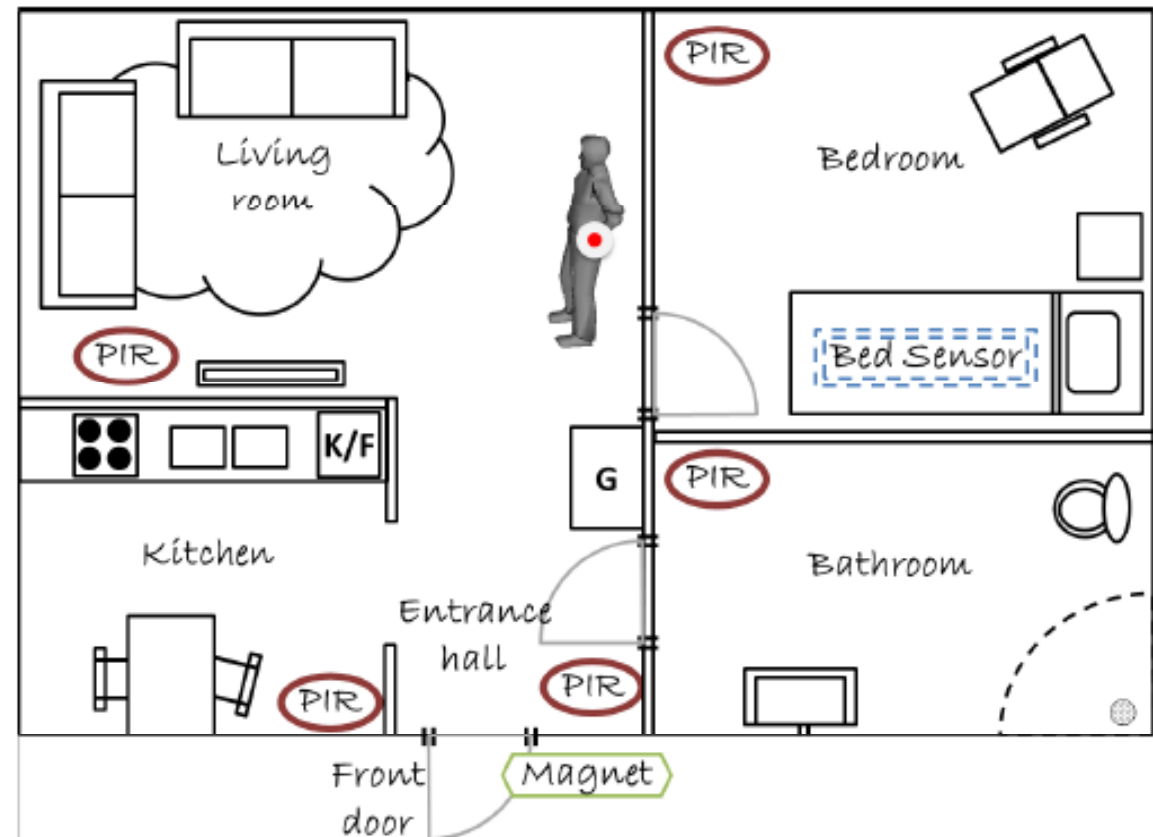 PIR
Living
room
Bedroom
PIR
Bed Sensor
K/F
G
PIR
Kitchen
Bathroom
Entrance
hall
PIR
PIR
Front
door
Magnet